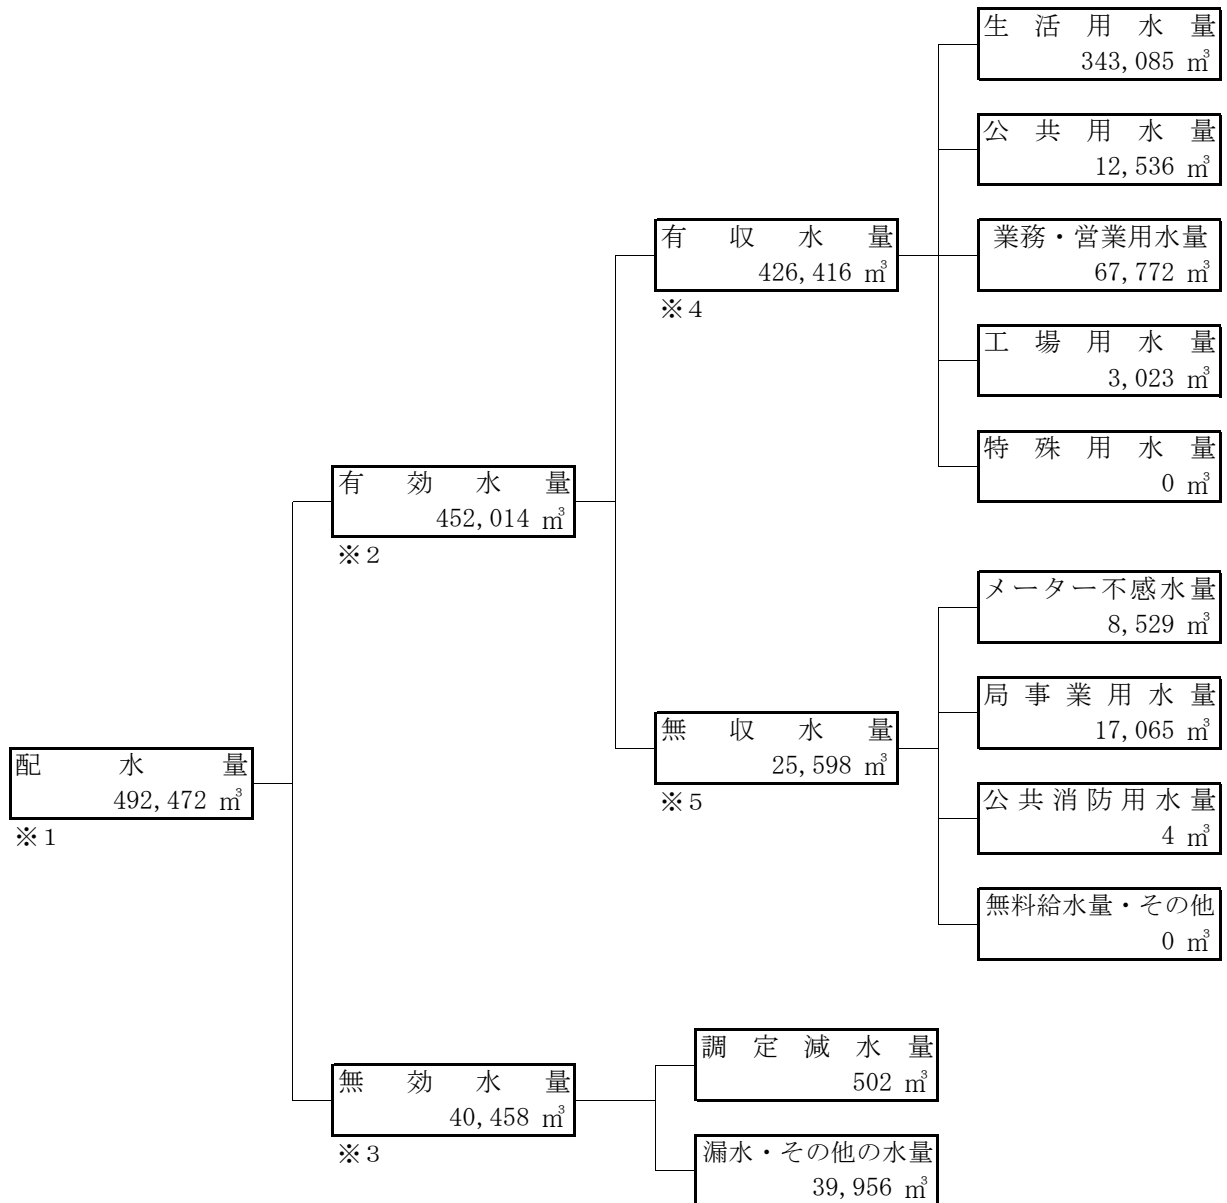 生活用水量
343,085 ㎥
公共用水量
12,536 ㎥
業務・営業用水量
67,772 ㎥
工場用水量
3,023 ㎥
特殊用水量
0 ㎥
有収水量
426,416 ㎥
※4
有効水量
452,014 ㎥
※2
メーター不感水量
8,529 ㎥
局事業用水量
17,065 ㎥
公共消防用水量
4 ㎥
無料給水量・その他
0 ㎥
無収水量
25,598 ㎥
※5
配水量
492,472 ㎥
※1
無効水量
40,458 ㎥
※3
調定減水量
502 ㎥
漏水・その他の水量
39,956 ㎥